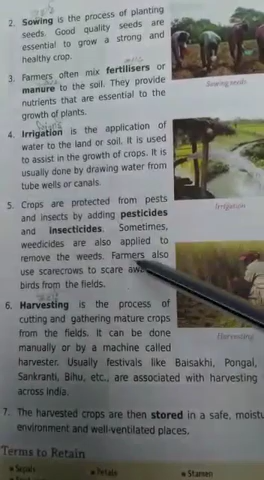 2. Sowing is the process of planting
seeds. Good quality seeds are
essential to grow a strong and
healthy crop.
Sowing seeds
3. Farmers often mix fertilisers or
manure to the soil. They provide
nutrients that are essential to the
growth of plants.
4. Irrigation is the application of
water to the land or soil. It is used
to assist in the growth of crops. It is
usually done by drawing water from
tube wells or canals.
Irrigation
5. Crops are protected from pests
and insects by adding pesticides
and insecticides. Sometimes,
weedicides are also applied to
remove the weeds. Farmers also
use scarecrows to scare
birds from the fields.
6. Harvesting is the process of
cutting and gathering mature crops
from the fields. It can be done
manually or by a machine called
Harvesting
harvester. Usually festivals like Baisakhi, Pongal,
Sankranti, Bihu, etc., are associated with harvesting
across India.
7. The harvested crops are then stored in a safe,
environment and well-ventilated places.
Terms to Retain
Sepals Petals Stamen